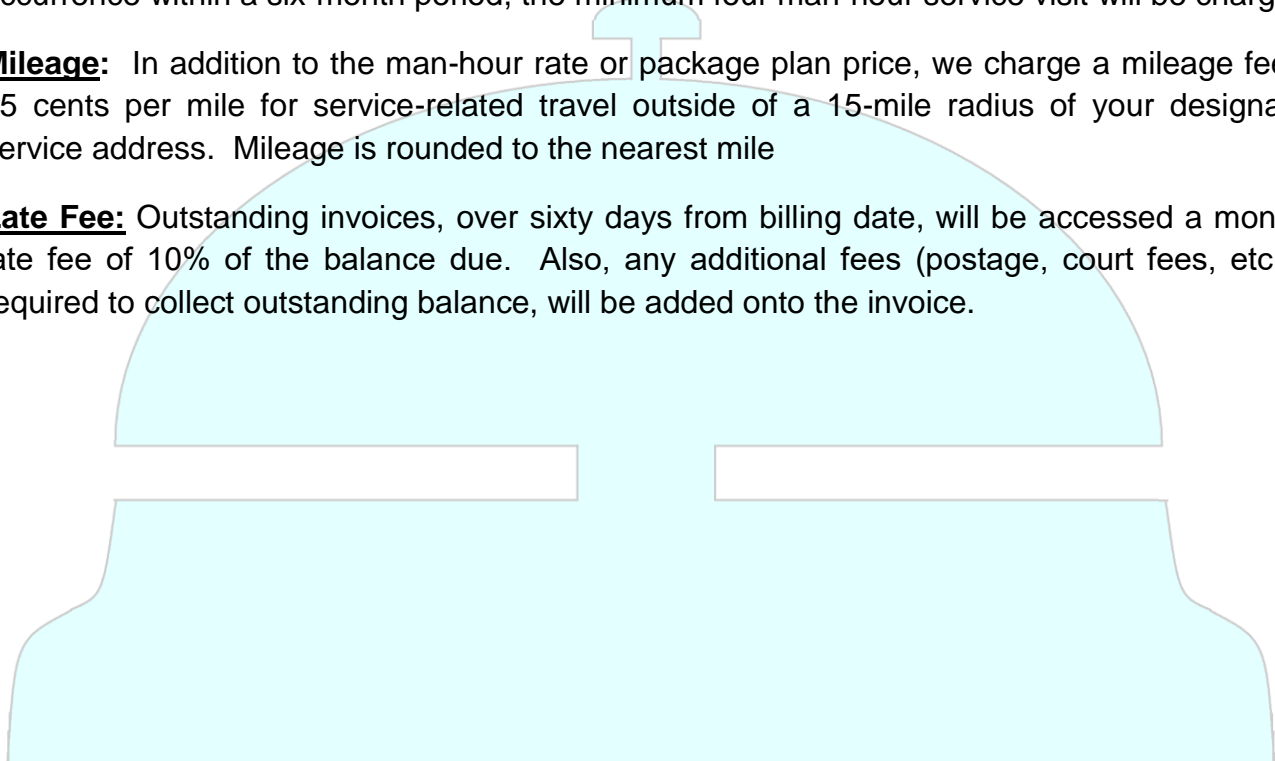 ccurrence within a six month period, the minimum four man hour service visit will be charg
Mileage: In addition to the man-hour rate or package plan price, we charge a mileage fee
5 cents per mile for service-related travel outside of a 15-mile radius of your designa
ervice address. Mileage is rounded to the nearest mile
ate Fee: Outstanding invoices, over sixty days from billing date, will be accessed a mon
ate fee of 10% of the balance due. Also, any additional fees (postage, court fees, etc
equired to collect outstanding balance, will be added onto the invoice.